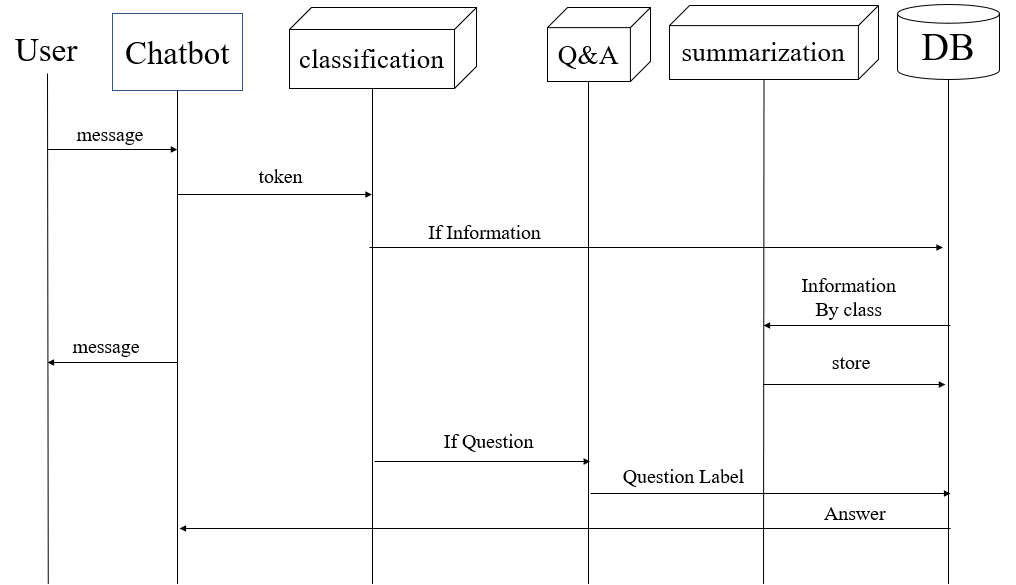 User
Chatbot
classification
Q&A
summarization
DB
message
token
If Information
Information
By class
message
store
If Question
Question Label
Answer